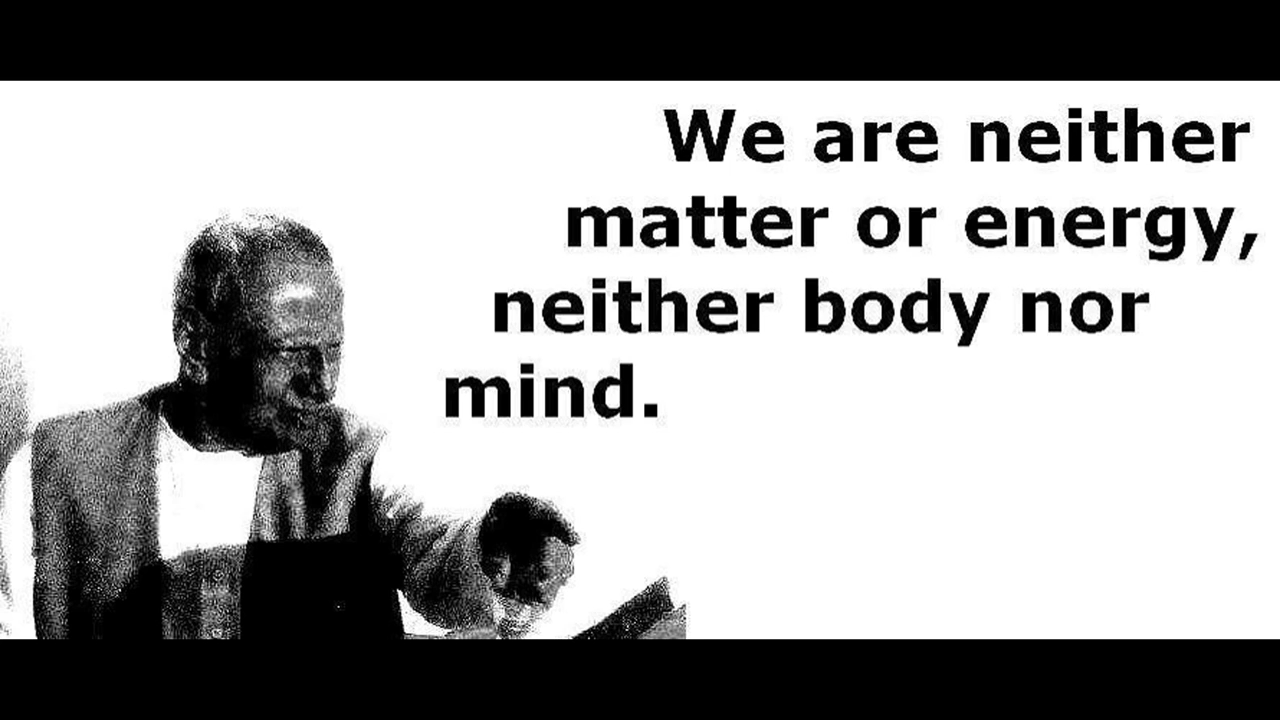 We are neither
matter or energy,
neither body nor
mind.